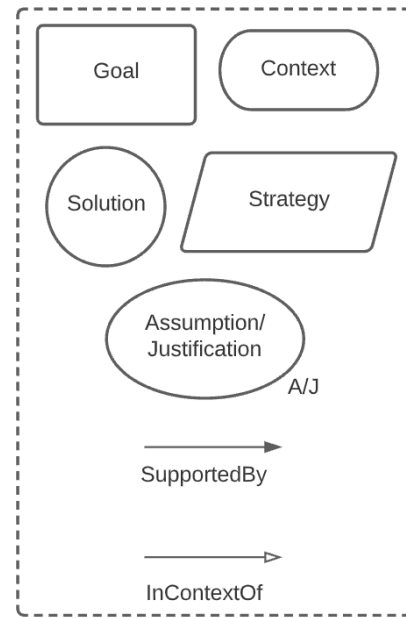 Goal
Context
Solution
Strategy
Assumption/
Justification
A/J
SupportedBy
InContextOf